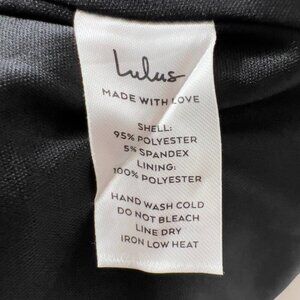 Lulus
MADE WITH LOVE
SHELL:
95% POLYESTER
5% SPANDEX
LINING:
100% POLYESTER
HAND WASH COLD
DO NOT BLEACH
LINE DRY
IRON LOW HEAT